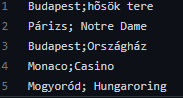 1 Budapest;hősök tere
2 Párizs; Notre Dame
3 Budapest;Országház
4 Monaco;Casino
5 Mogyoród; Hungaroring